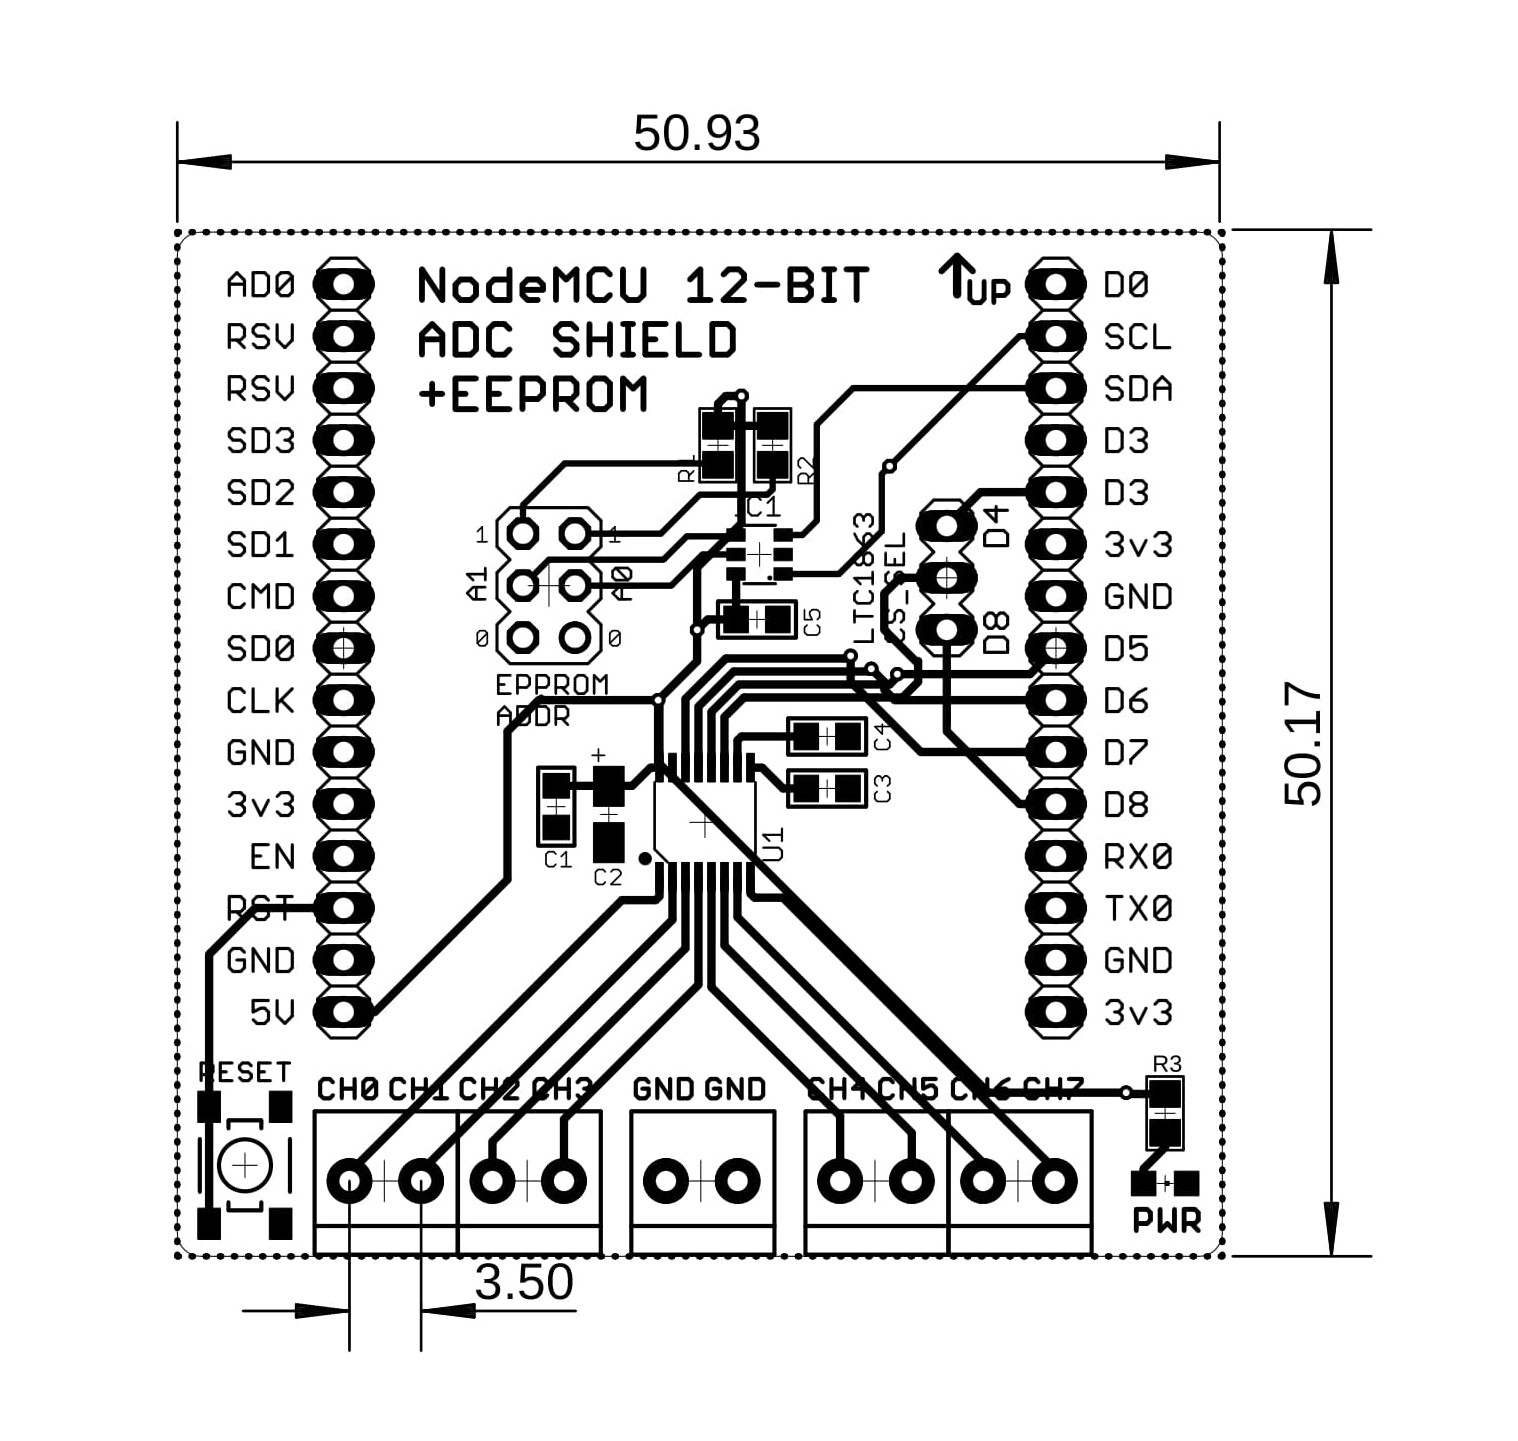 50.93
NodeMCU 12-BIT
ADC SHIELD
+EEPROM
UP
AD0
RSV
RSV
SD3
SD2
SD1
CMD
SD0
CLK
GND
3v3
EN
RST
GND
5V
D0
SCL
SDA
D3
D3
3v3
GND
D5
D6
D7
D8
RX0
TX0
GND
3v3
R2
1
1
A1
A0
0
0
EPPROM
ADDR
C5
LTC1863
CS_SEL
D4
D8
C4
C3
+
C1
C2
U1
50.17
RESET
CH0 CH1 CH2 CH3 GND GND CH4 CH5 CH6 CH7
R3
PWR
3.50